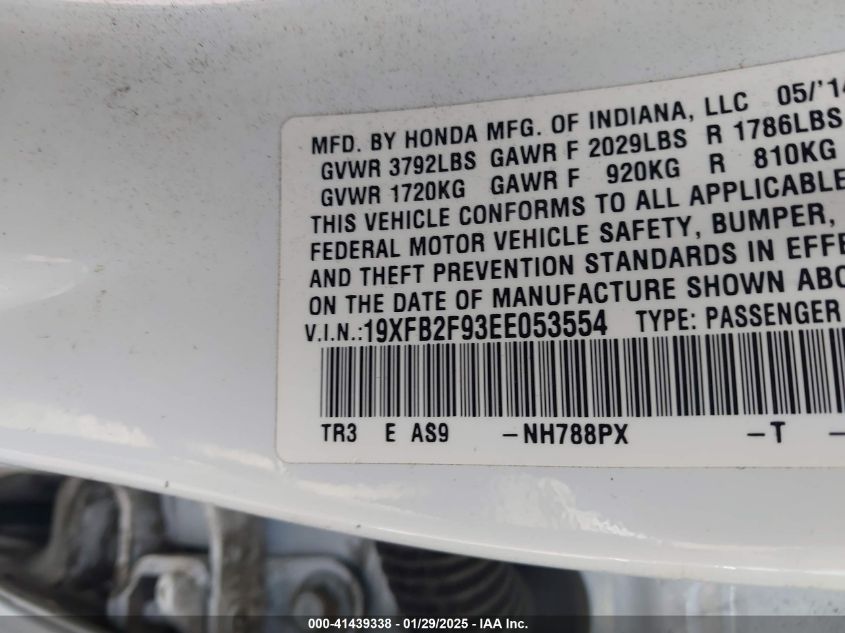 MFD. BY HONDA MFG. OF INDIANA, LLC 05/'14
GVWR 3792LBS GAWR F 2029LBS R 1786LBS
GVWR 1720KG GAWR F 920KG R 810KG
THIS VEHICLE CONFORMS TO ALL APPLICABLE
FEDERAL MOTOR VEHICLE SAFETY, BUMPER,
AND THEFT PREVENTION STANDARDS IN EFFE
ON THE DATE OF MANUFACTURE SHOWN ABO
V.I.N.:19XFB2F93EE053554 TYPE: PASSENGER
TR3 E AS9 -NH788PX -T -
000-41439338 - 01/29/2025 - IAA Inc.